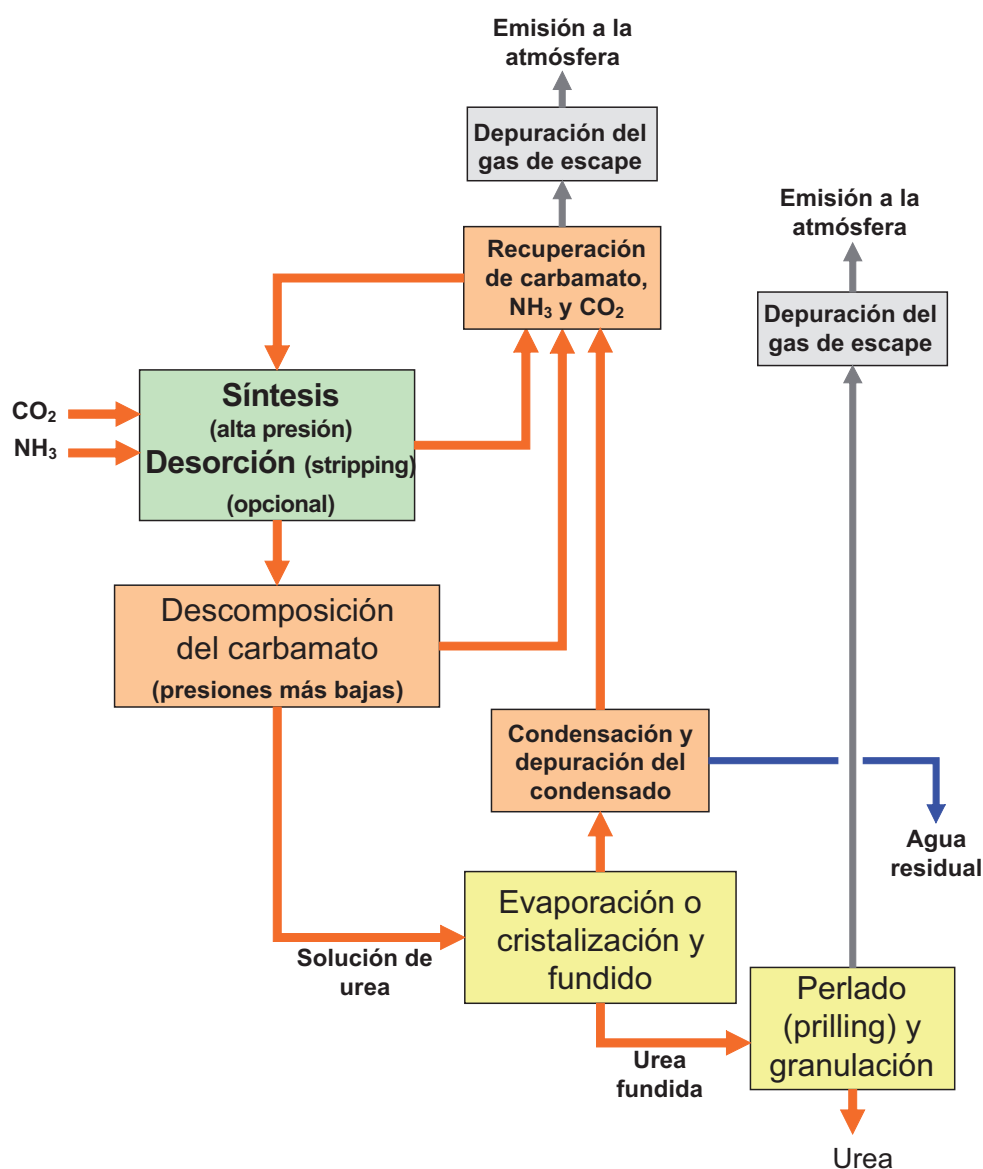 Emisión a la
atmósfera
Depuración del
gas de escape
Emisión a la
atmósfera
Recuperación
de carbamato,
NH₃ y CO₂
Depuración del
gas de escape
Síntesis
(alta presión)
Desorción (stripping)
(opcional)
CO₂
NH₃
Descomposición
del carbamato
(presiones más bajas)
Condensación y
depuración del
condensado
Agua
residual
Evaporación o
cristalización y
fundido
Solución de
urea
Perlado
(prilling) y
granulación
Urea
fundida
Urea